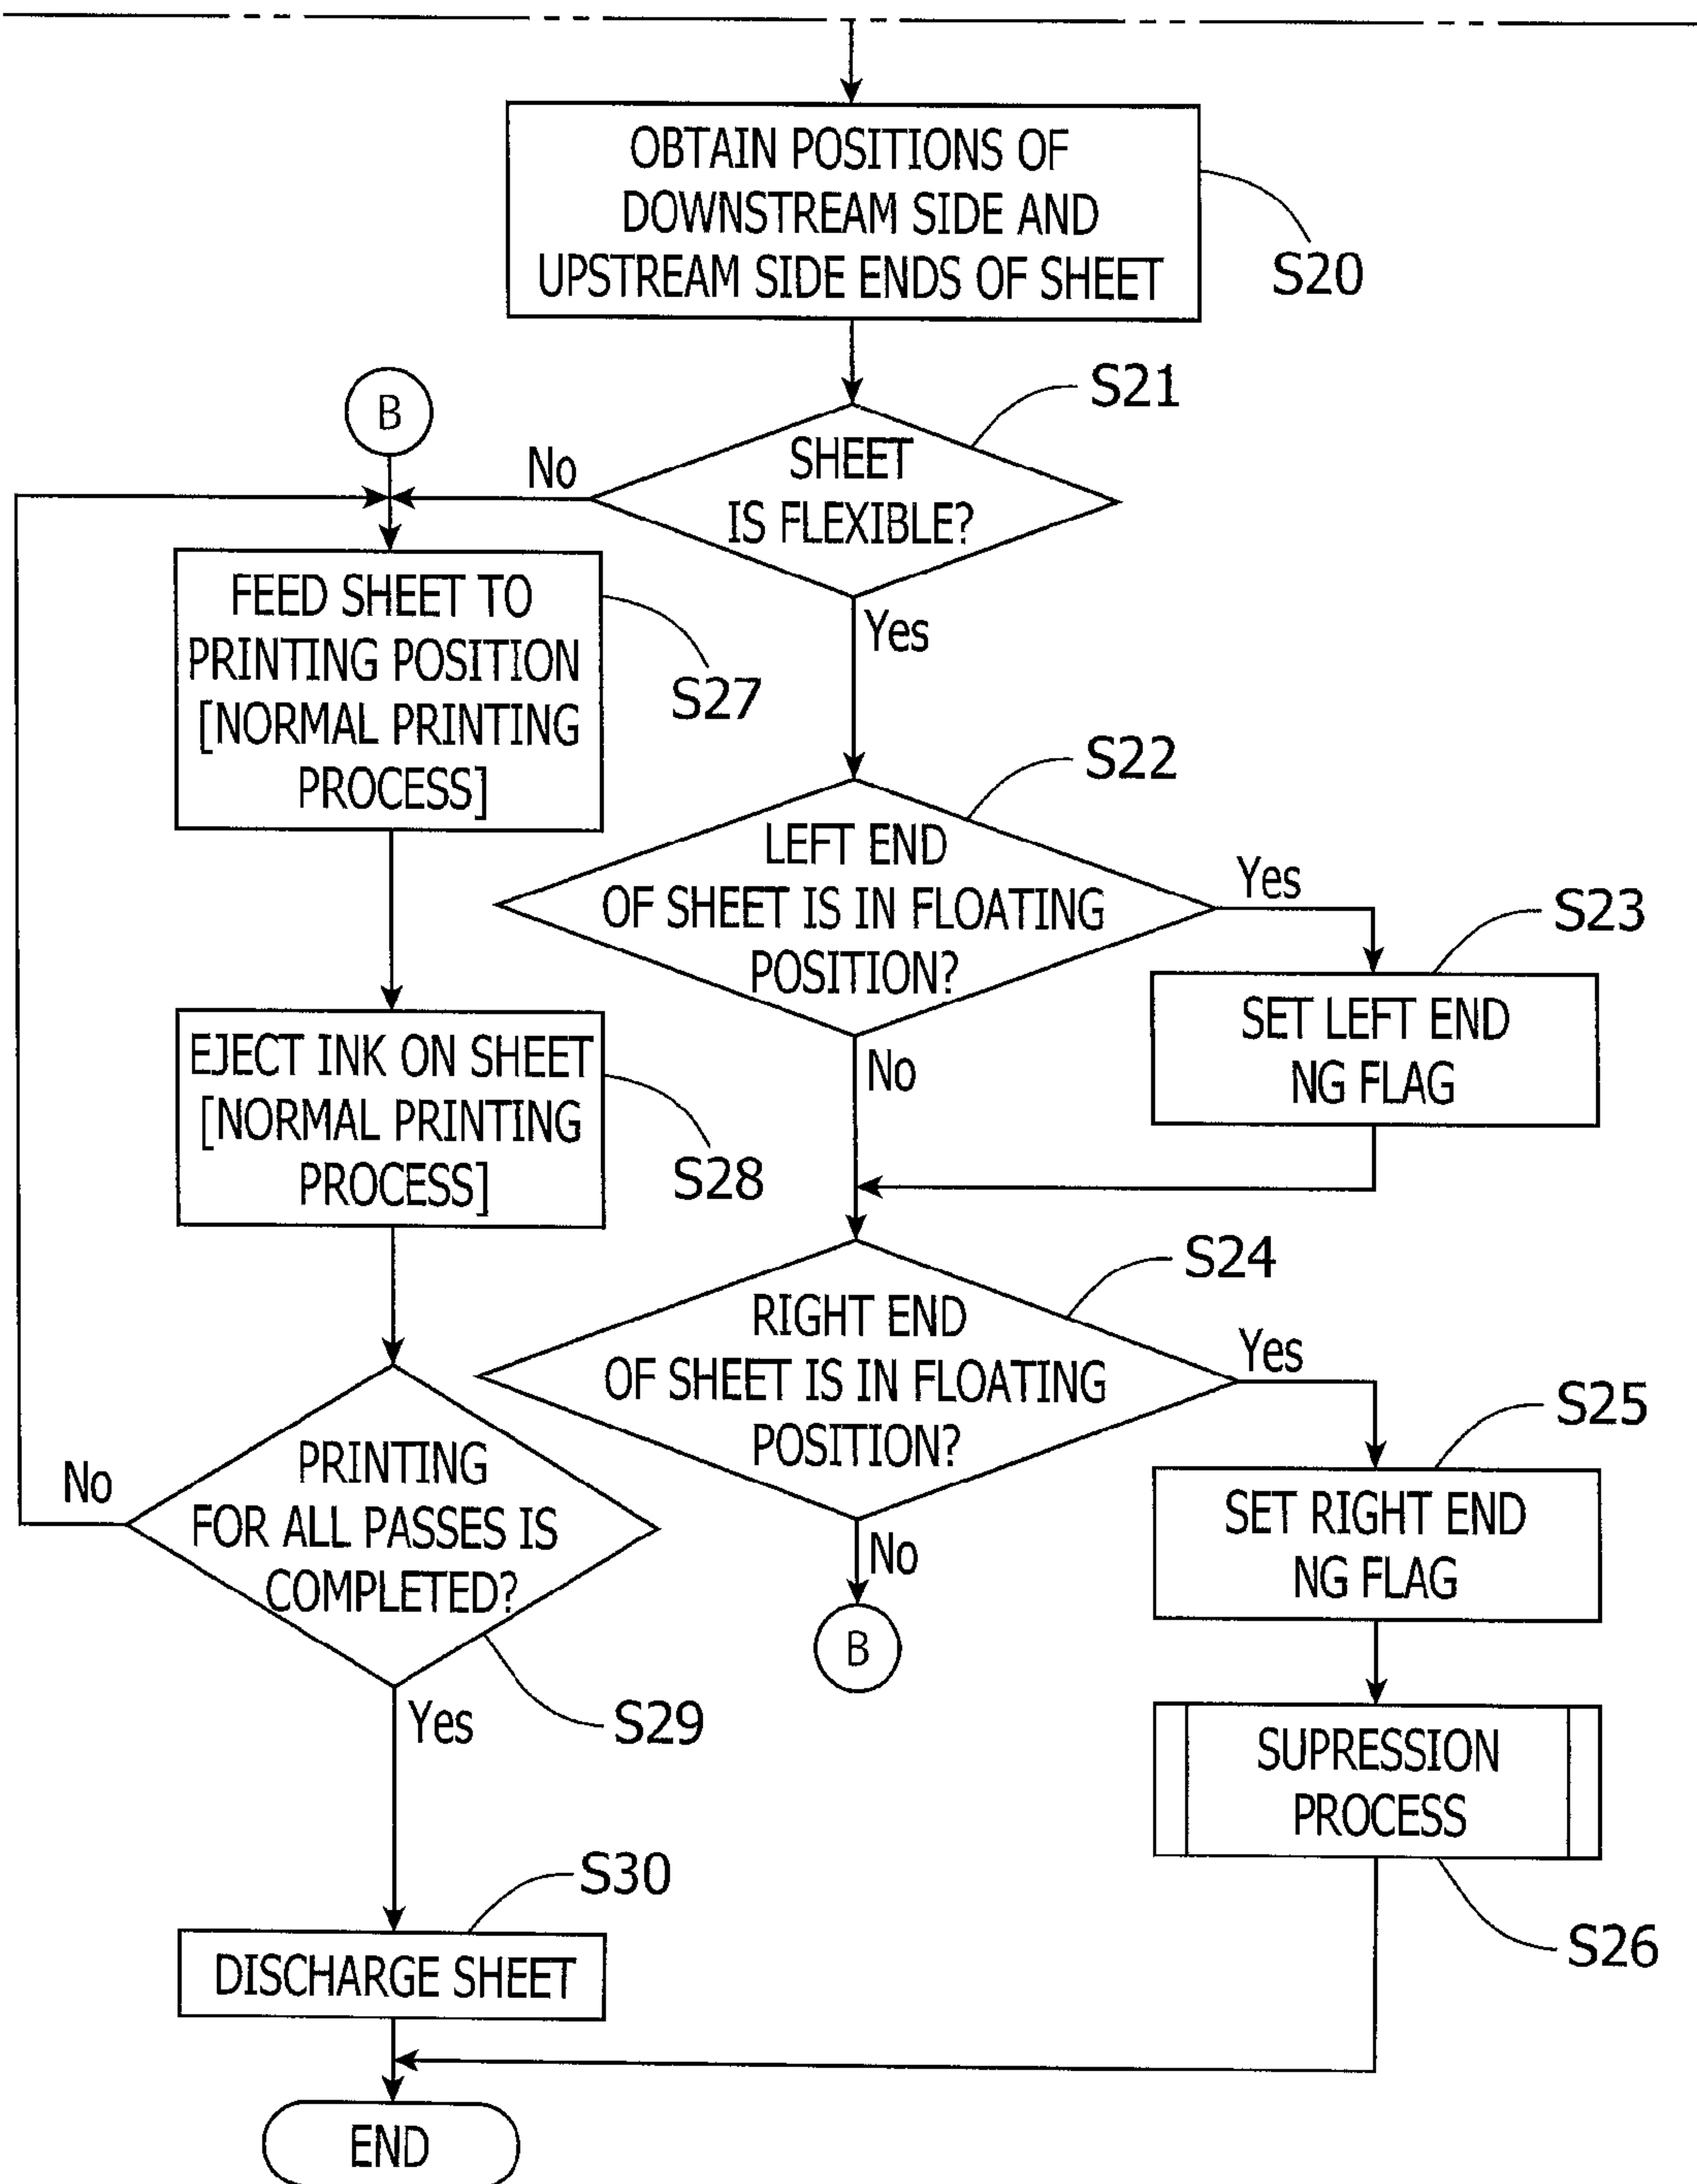 OBTAIN POSITIONS OF
DOWNSTREAM SIDE AND
UPSTREAM SIDE ENDS OF SHEET
S20
B
S21
SHEET
IS FLEXIBLE?
No
Yes
FEED SHEET TO
PRINTING POSITION
[NORMAL PRINTING
PROCESS]
S27
S22
LEFT END
OF SHEET IS IN FLOATING
POSITION?
Yes
No
S23
SET LEFT END
NG FLAG
EJECT INK ON SHEET
[NORMAL PRINTING
PROCESS]
S28
S24
RIGHT END
OF SHEET IS IN FLOATING
POSITION?
Yes
No
B
S25
SET RIGHT END
NG FLAG
PRINTING
FOR ALL PASSES IS
COMPLETED?
No
Yes
S29
SUPRESSION
PROCESS
S26
S30
DISCHARGE SHEET
END